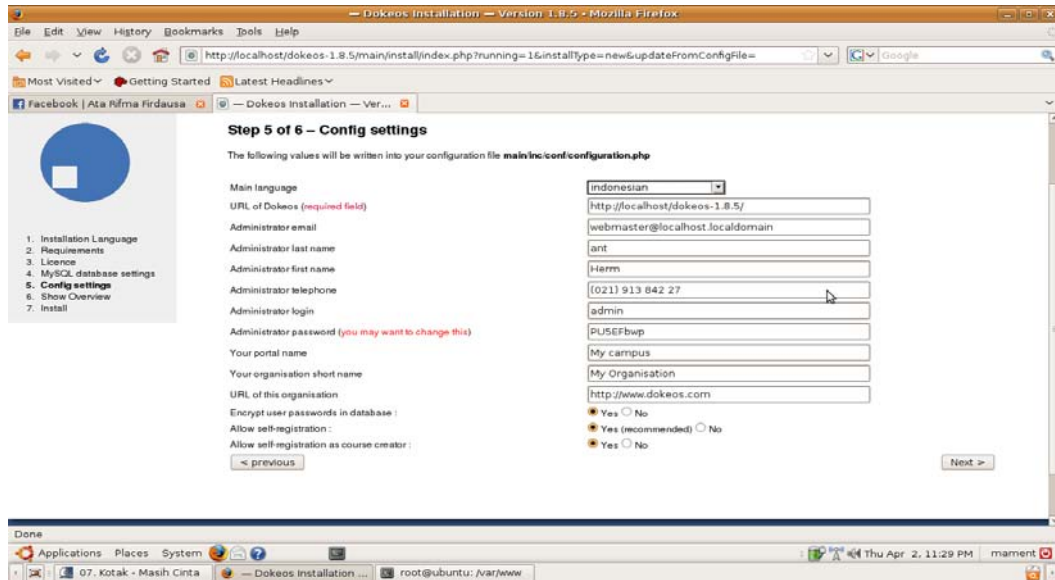 — Dokeos Installation — Version 1.8.5 - Mozilla Firefox
File Edit View History Bookmarks Tools Help
http://localhost/dokeos-1.8.5/main/install/index.php?running=1&installType=new&updateFromConfigFile=
Google
Most Visited Getting Started Latest Headlines
Facebook | Ata Rifma Firdausa — Dokeos Installation — Ver...
Step 5 of 6 – Config settings
The following values will be written into your configuration file main/inc/conf/configuration.php
Main language indonesian
URL of Dokeos (required field) http://localhost/dokeos-1.8.5/
Administrator email webmaster@localhost.localdomain
Administrator last name ant
Administrator first name Herm
Administrator telephone (021) 913 842 27
Administrator login admin
Administrator password (you may want to change this) PU5EFbwp
Your portal name My campus
Your organisation short name My Organisation
URL of this organisation http://www.dokeos.com
Encrypt user passwords in database : Yes No
Allow self-registration : Yes (recommended) No
Allow self-registration as course creator : Yes No
< previous Next >
1. Installation Language
2. Requirements
3. Licence
4. MySQL database settings
5. Config settings
6. Show Overview
7. Install
Done
Applications Places System Thu Apr 2, 11:29 PM mament
07. Kotak - Masih Cinta — Dokeos Installation ... root@ubuntu: /var/www